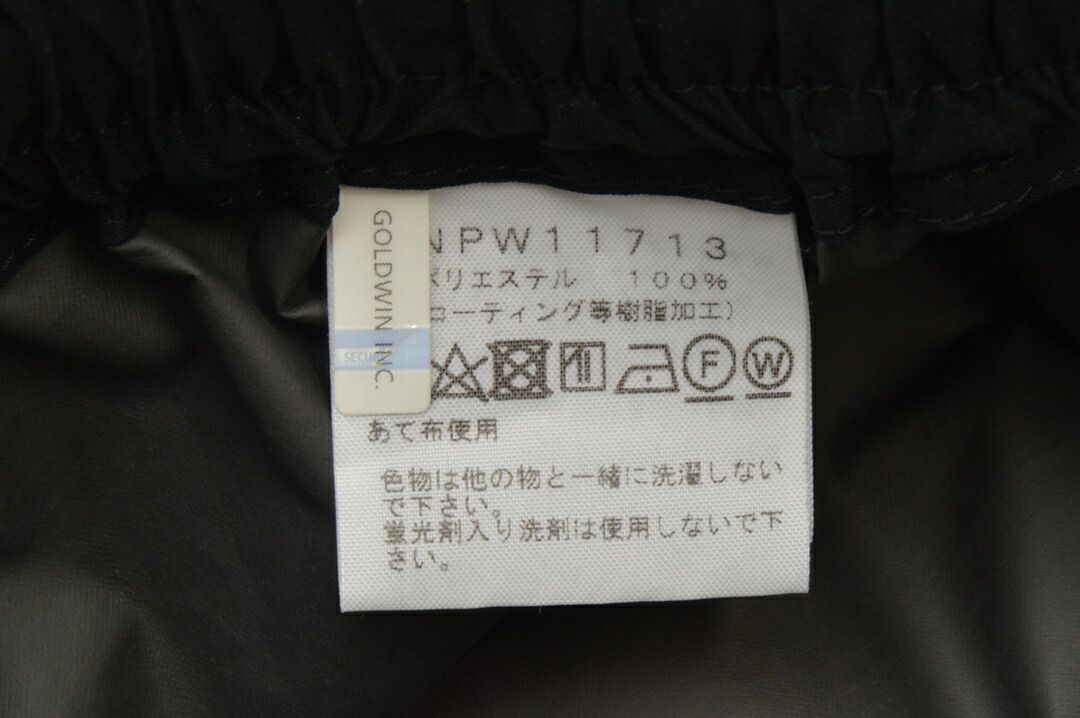 GOLDWIN INC.
NPW11713
ポリエステル 100%
コーティング等樹脂加工）
F W
あて布使用
色物は他の物と一緒に洗濯しない
で下さい。
蛍光剤入り洗剤は使用しないで下
さい。